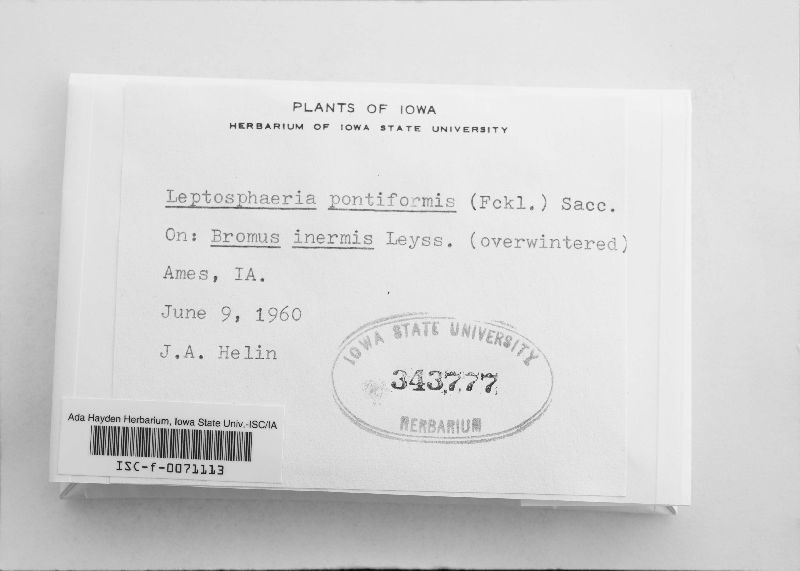 PLANTS OF IOWA
HERBARIUM OF IOWA STATE UNIVERSITY
Leptosphaeria pontiformis (Fckl.) Sacc.
On: Bromus inermis Leyss. (overwintered)
Ames, IA.
June 9, 1960
J.A. Helin
IOWA STATE UNIVERSITY
343777
HERBARIUM
Ada Hayden Herbarium, Iowa State Univ.-ISC/IA
ISC-f-0071113